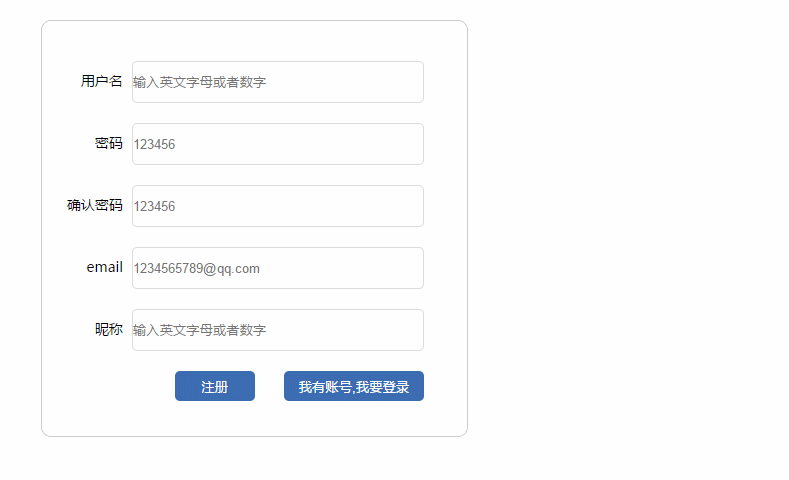 用户名 输入英文字母或者数字
密码 123456
确认密码 123456
email 1234565789@qq.com
昵称 输入英文字母或者数字
注册 我有账号,我要登录